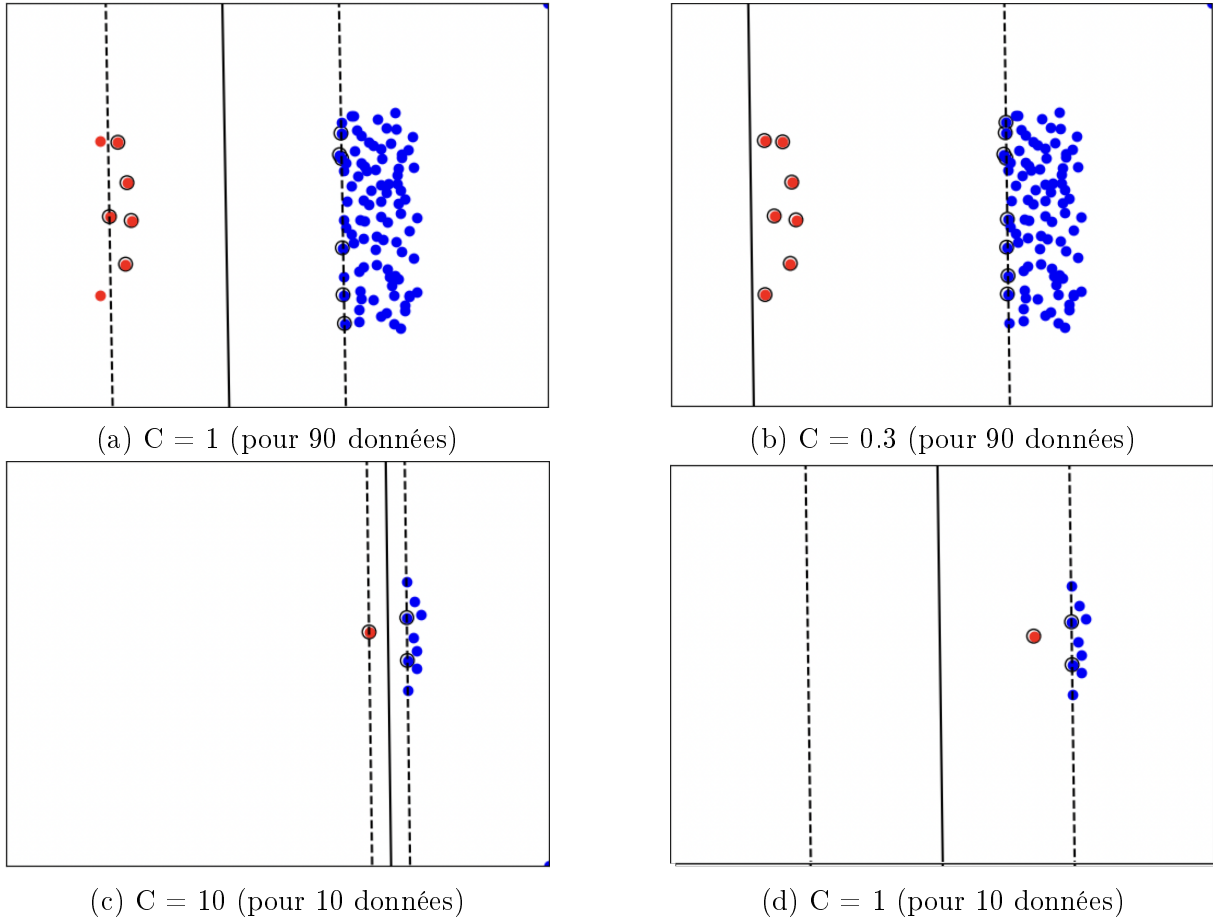 (a) C = 1 (pour 90 données)
(b) C = 0.3 (pour 90 données)
(c) C = 10 (pour 10 données)
(d) C = 1 (pour 10 données)